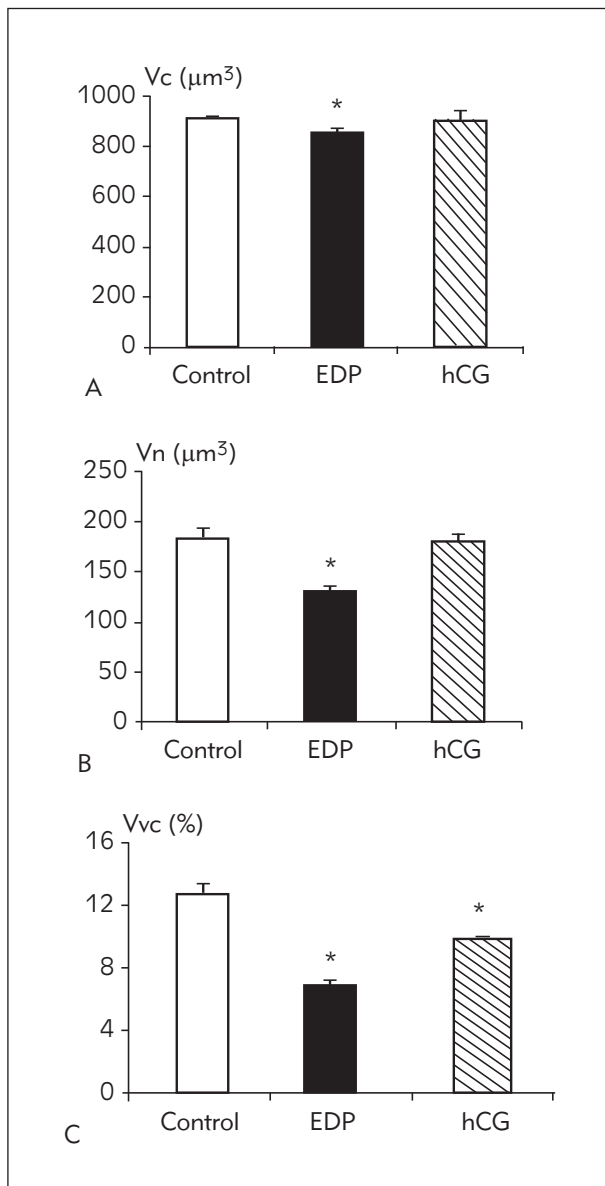 Vc (μm³)
1000
800
600
400
200
0
*
Control EDP hCG
A
Vn (μm³)
250
200
150
100
50
0
*
Control EDP hCG
B
Vvc (%)
16
12
8
4
0
*
*
Control EDP hCG
C